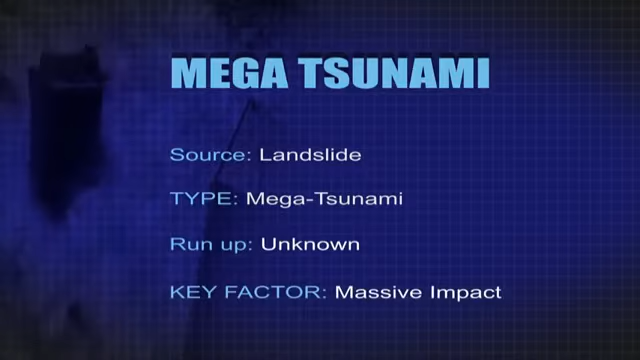 MEGA TSUNAMI
Source: Landslide
TYPE: Mega-Tsunami
Run up: Unknown
KEY FACTOR: Massive Impact